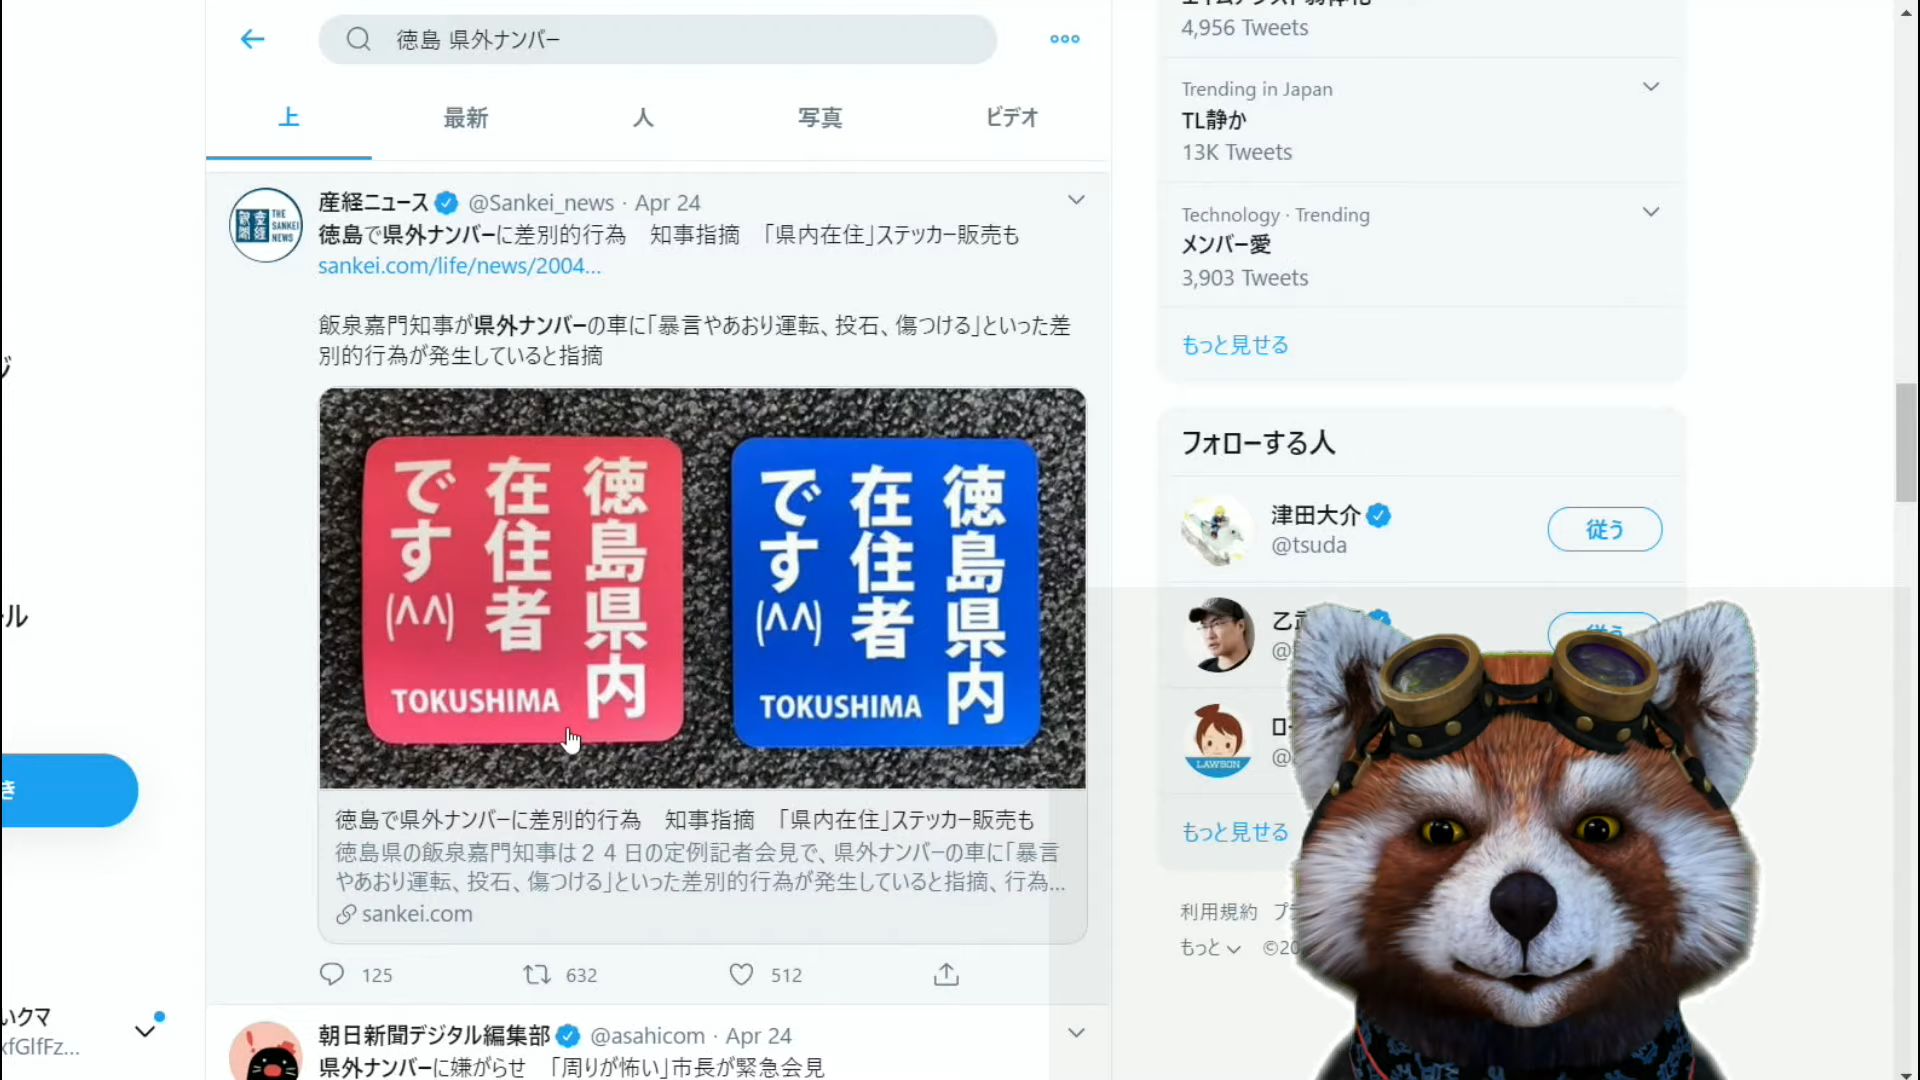 徳島 県外ナンバー
上
最新
人
写真
ビデオ
産経ニュース @Sankei_news · Apr 24
徳島で県外ナンバーに差別的行為　知事指摘　「県内在住」ステッカー販売も
sankei.com/life/news/2004...
飯泉嘉門知事が県外ナンバーの車に「暴言やあおり運転、投石、傷つける」といった差
別的行為が発生していると指摘
THE
SANKEI
NEWS
徳島県内
在住者
です(^^)
TOKUSHIMA
徳島県内
在住者
です(^^)
TOKUSHIMA
徳島で県外ナンバーに差別的行為　知事指摘　「県内在住」ステッカー販売も
徳島県の飯泉嘉門知事は２４日の定例記者会見で、県外ナンバーの車に「暴言
やあおり運転、投石、傷つける」といった差別的行為が発生していると指摘、行為...
sankei.com
125
632
512
朝日新聞デジタル編集部 @asahicom · Apr 24
県外ナンバーに嫌がらせ　「周りが怖い」市長が緊急会見
4,956 Tweets
Trending in Japan
TL静か
13K Tweets
Technology · Trending
メンバー愛
3,903 Tweets
もっと見せる
フォローする人
津田大介
@tsuda
従う
乙
@
従う
ロ
@
LAWSON
もっと見せる
利用規約
もっと
©20
ル
き
いクマ
xfGlfFz...